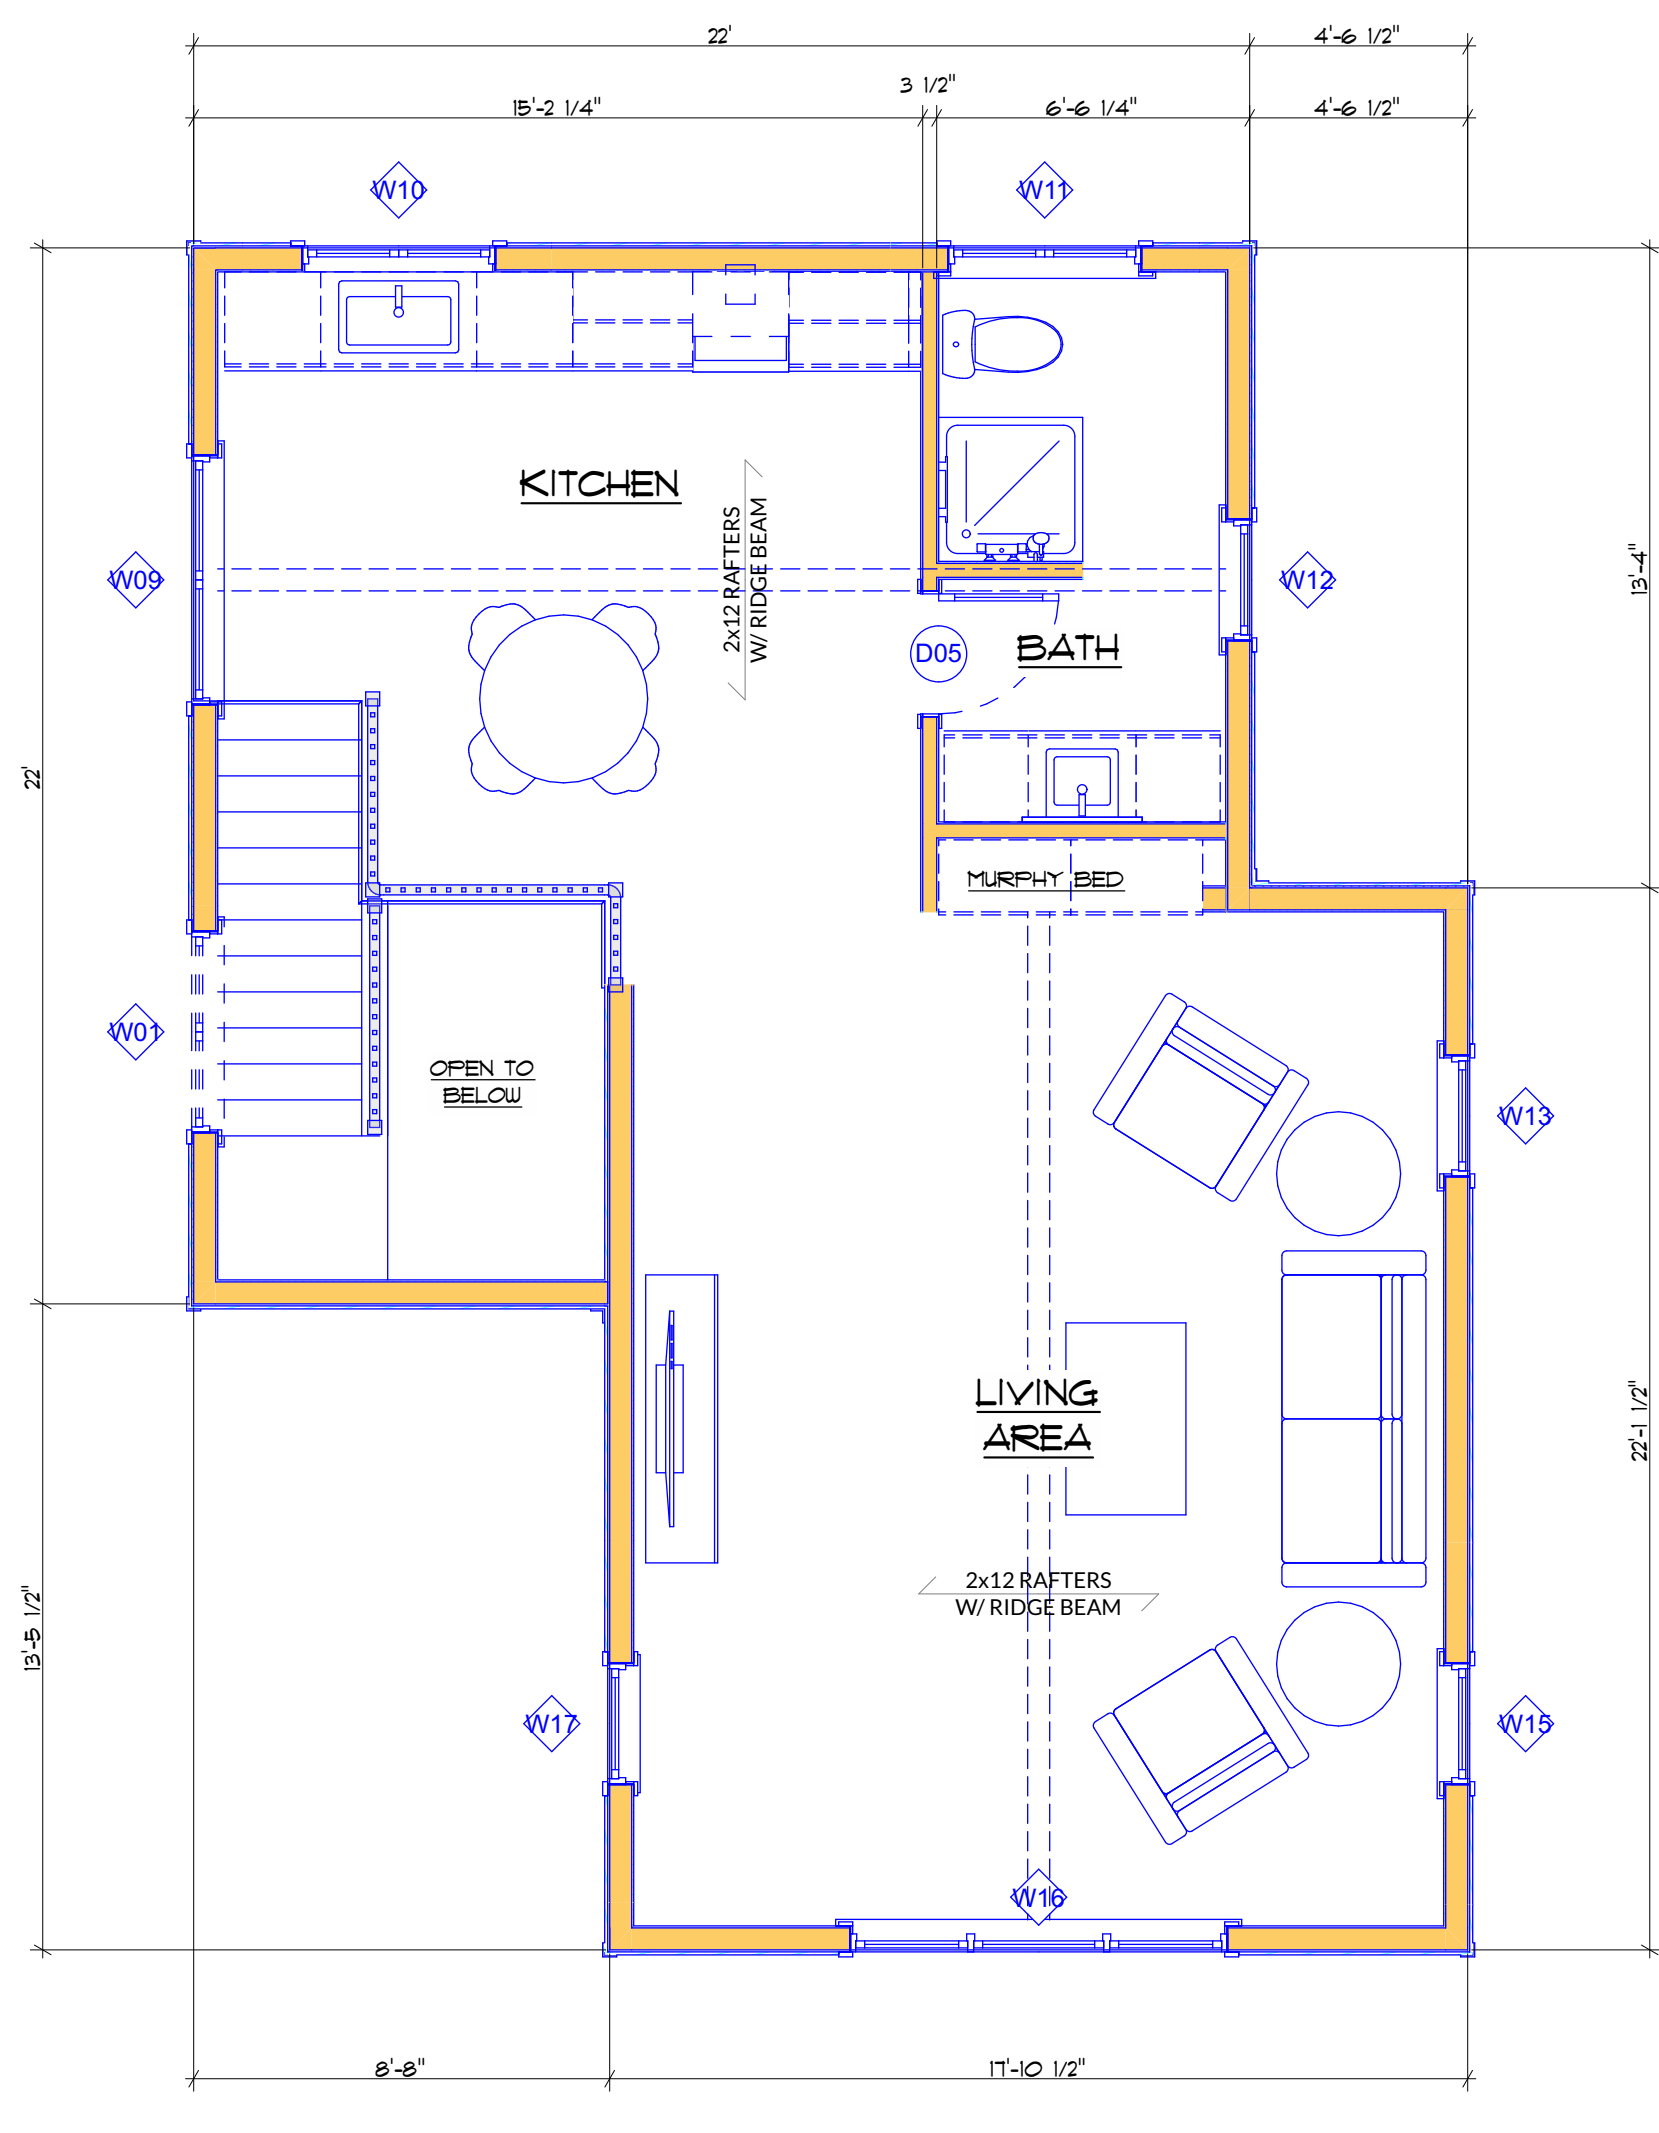 22'
4'-6 1/2"
3 1/2"
15'-2 1/4"
6'-6 1/4"
4'-6 1/2"
W10
W11
KITCHEN
2x12 RAFTERS
W/ RIDGE BEAM
W09
W12
13'-4"
D05
BATH
22'
MURPHY BED
W01
OPEN TO
BELOW
W13
LIVING
AREA
22'-1 1/2"
2x12 RAFTERS
W/ RIDGE BEAM
13'-5 1/2"
W17
W15
W16
8'-8"
17'-10 1/2"